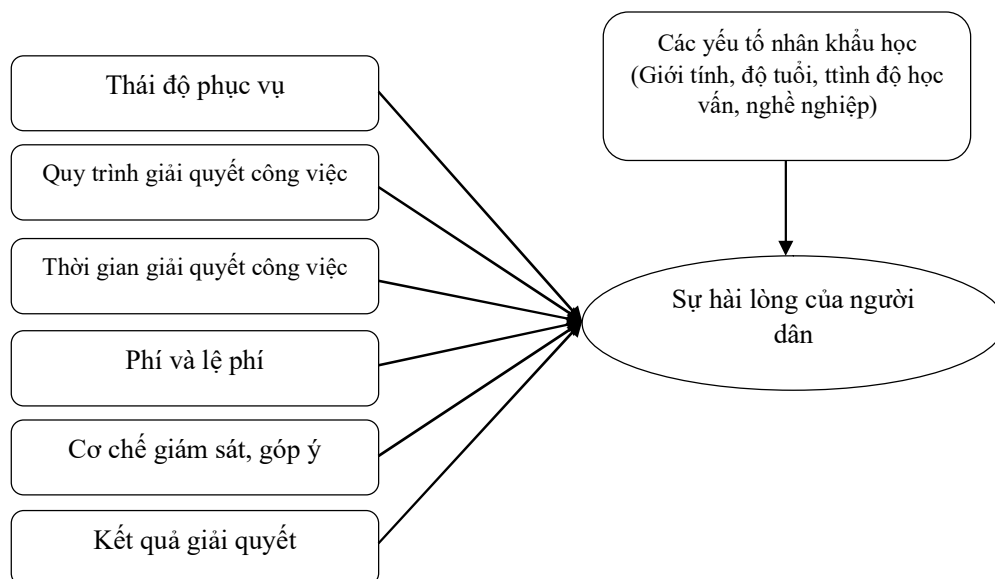 Thái độ phục vụ
Quy trình giải quyết công việc
Thời gian giải quyết công việc
Phí và lệ phí
Cơ chế giám sát, góp ý
Kết quả giải quyết
Các yếu tố nhân khẩu học
(Giới tính, độ tuổi, ttình độ học
vấn, nghề nghiệp)
Sự hài lòng của người
dân